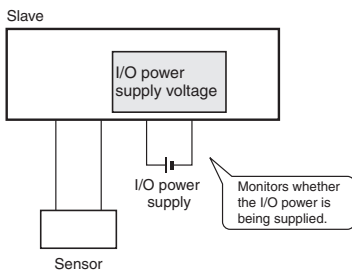 Slave
I/O power
supply voltage
I/O power
supply
Monitors whether
the I/O power is
being supplied.
Sensor